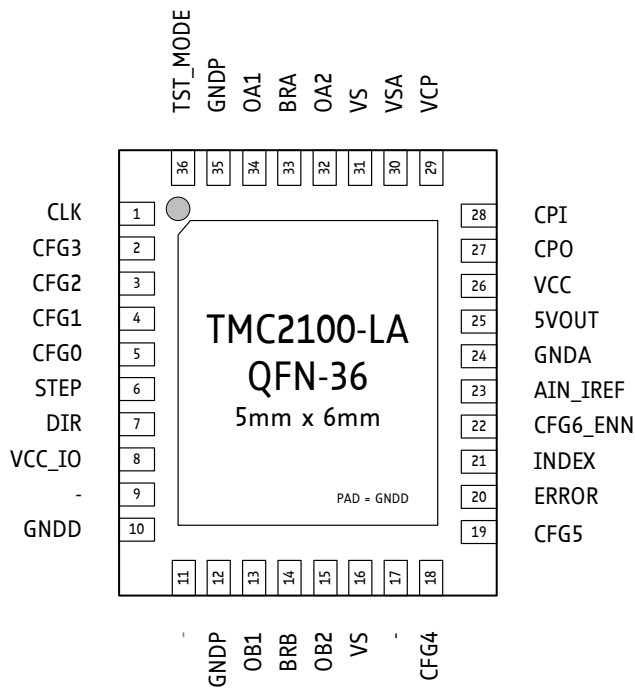 TST_MODE
GNDP
OA1
BRA
OA2
VS
VSA
VCP
36
35
34
33
32
31
30
29
CLK
1
CFG3
2
CFG2
3
CFG1
4
CFG0
5
STEP
6
DIR
7
VCC_IO
8
-
9
GNDD
10
TMC2100-LA
QFN-36
5mm x 6mm
PAD = GNDD
28
CPI
27
CPO
26
VCC
25
5VOUT
24
GNDA
23
AIN_IREF
22
CFG6_ENN
21
INDEX
20
ERROR
19
CFG5
11
12
13
14
15
16
17
18
-
GNDP
OB1
BRB
OB2
VS
-
CFG4